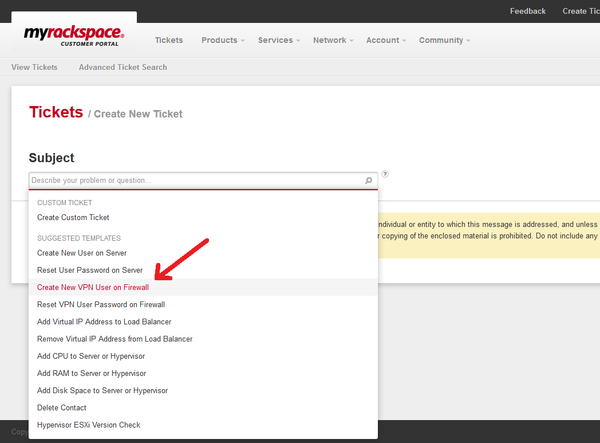 Feedback
Create Tic
myrackspace
CUSTOMER PORTAL
Tickets
Products
Services
Network
Account
Community
View Tickets
Advanced Ticket Search
Tickets / Create New Ticket
Subject
Describe your problem or question...
?
CUSTOM TICKET
Create Custom Ticket
SUGGESTED TEMPLATES
Create New User on Server
Reset User Password on Server
Create New VPN User on Firewall
Reset VPN User Password on Firewall
Add Virtual IP Address to Load Balancer
Remove Virtual IP Address from Load Balancer
Add CPU to Server or Hypervisor
Add RAM to Server or Hypervisor
Add Disk Space to Server or Hypervisor
Delete Contact
Hypervisor ESXi Version Check
individual or entity to which this message is addressed, and unless
copying of the enclosed material is prohibited. Do not include any
Copy